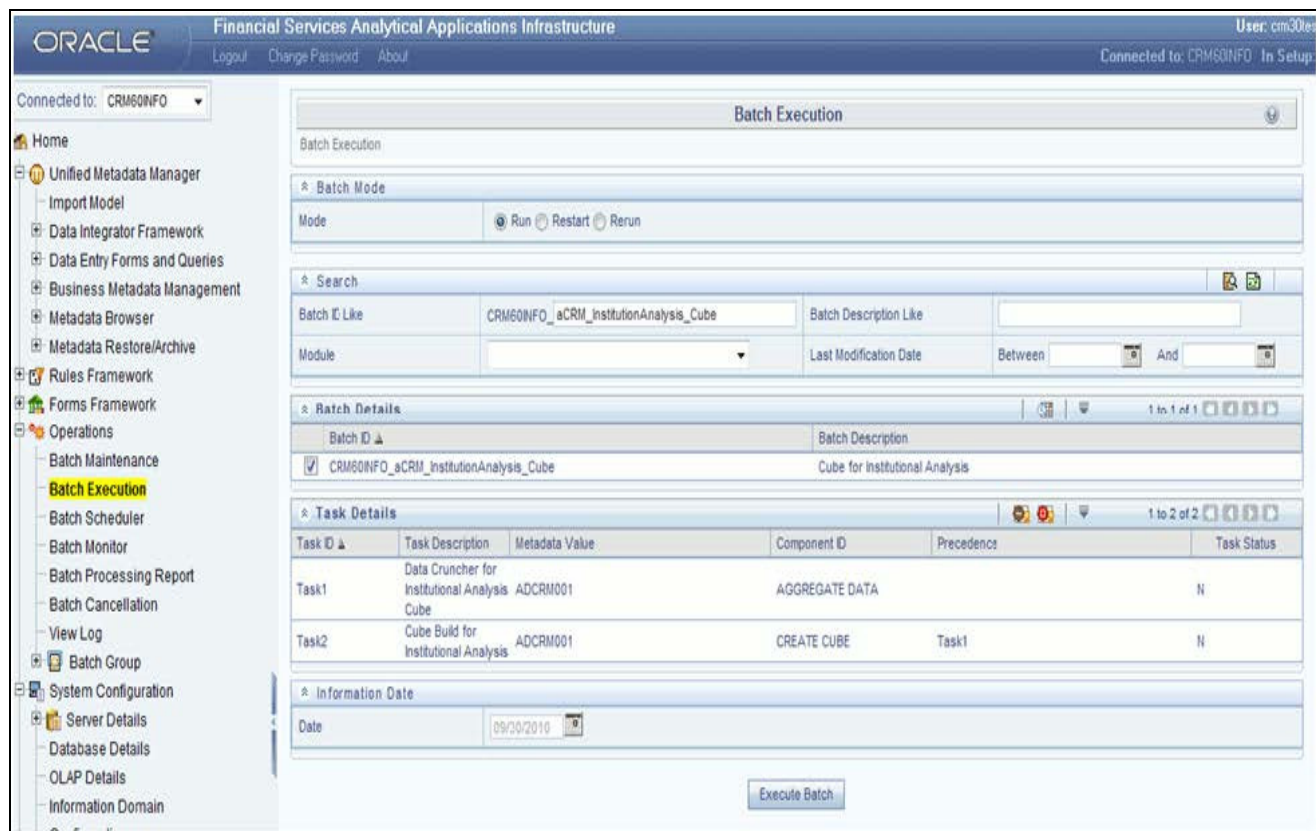 ORACLE
Financial Services Analytical Applications Infrastructure
User: crm30tes
Logout Change Password About
Connected to: CRM60INFO In Setup:
Connected to: CRM60INFO
Home
Unified Metadata Manager
Import Model
Data Integrator Framework
Data Entry Forms and Queries
Business Metadata Management
Metadata Browser
Metadata Restore/Archive
Rules Framework
Forms Framework
Operations
Batch Maintenance
Batch Execution
Batch Scheduler
Batch Monitor
Batch Processing Report
Batch Cancellation
View Log
Batch Group
System Configuration
Server Details
Database Details
OLAP Details
Information Domain
Batch Execution
Batch Execution
Batch Mode
Mode Run Restart Rerun
Search
Batch ID Like CRM60INFO_ aCRM_InstitutionAnalysis_Cube Batch Description Like
Module Last Modification Date Between And
Batch Details 1 to 1 of 1
Batch ID Batch Description
CRM60INFO_aCRM_InstitutionAnalysis_Cube Cube for Institutional Analysis
Task Details 1 to 2 of 2
Task ID Task Description Metadata Value Component ID Precedence Task Status
Task1 Data Cruncher for Institutional Analysis Cube ADCRM001 AGGREGATE DATA N
Task2 Cube Build for Institutional Analysis ADCRM001 CREATE CUBE Task1 N
Information Date
Date 09/30/2010
Execute Batch